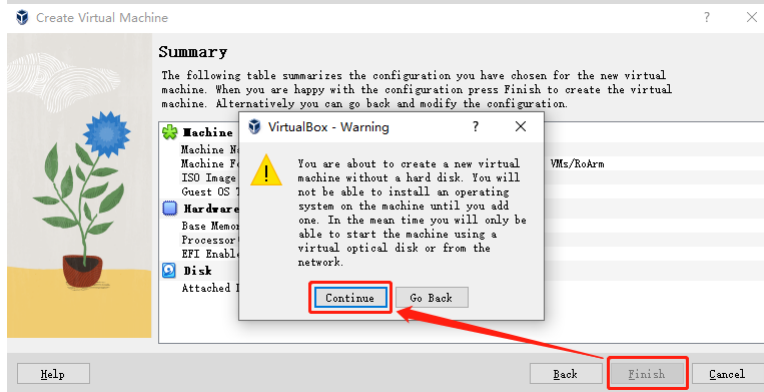 Create Virtual Machine
Summary
The following table summarizes the configuration you have chosen for the new virtual
machine. When you are happy with the configuration press Finish to create the virtual
machine. Alternatively you can go back and modify the configuration.
Machine
Machine
Machine
VMs/RoArm
ISO Image
Guest OS
Hardware
Base
Processor
EFI
Disk
Attached
VirtualBox - Warning
You are about to create a new virtual
machine without a hard disk. You will
not be able to install an operating
system on the machine until you add
one. In the mean time you will only be
able to start the machine using a
virtual optical disk or from the
network.
Continue
Go Back
Help
Back
Finish
Cancel